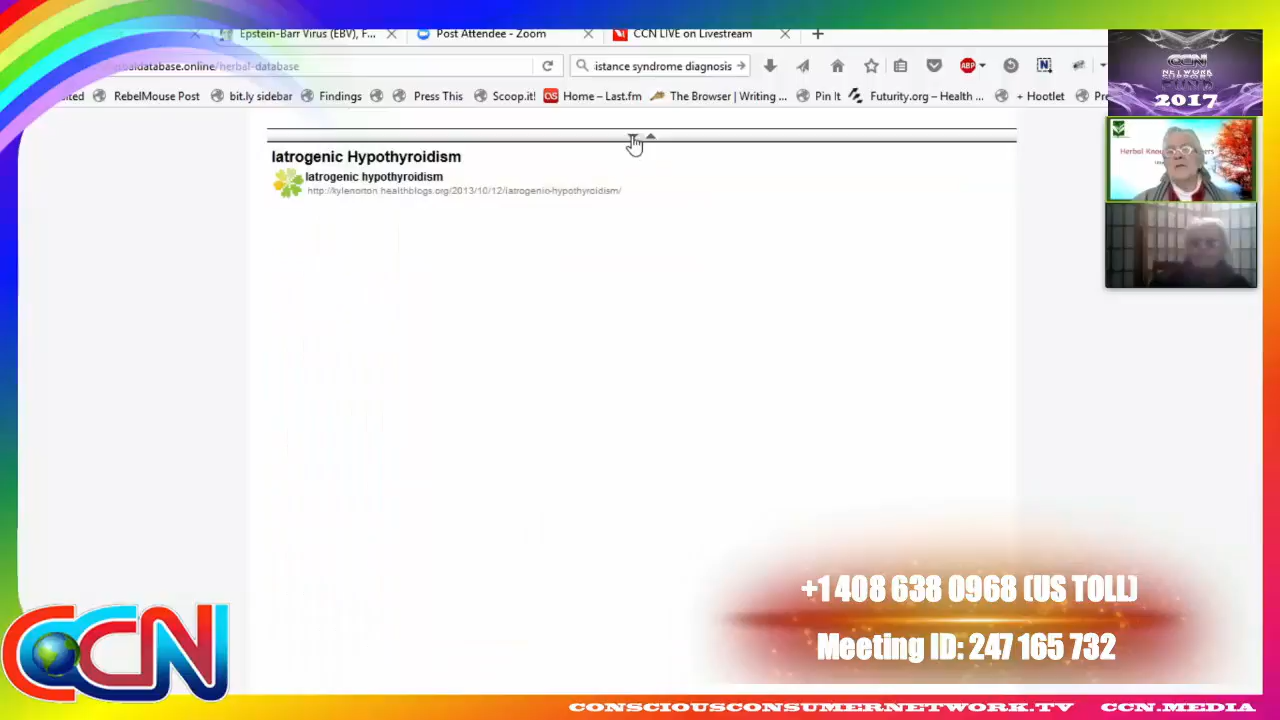 Epstein-Barr Virus (EBV), F...
Post Attendee - Zoom
CCN LIVE on Livestream
database.online/herbal-database
istance syndrome diagnosis
ABP
RebelMouse Post
bit.ly sidebar
Findings
Press This
Home – Last.fm
The Browser | Writing ...
Pin It
Futurity.org – Health ...
+ Hootlet
CCN
NETWORK
2017
Iatrogenic Hypothyroidism
Iatrogenic hypothyroidism
http://kylenorton.healthblogs.org/2013/10/12/iatrogenic-hypothyroidism/
+1 408 638 0968 (US TOLL)
Meeting ID: 247 165 732
CCN
CONSCIOUSCONSUMERNETWORK.TV
CCN.MEDIA